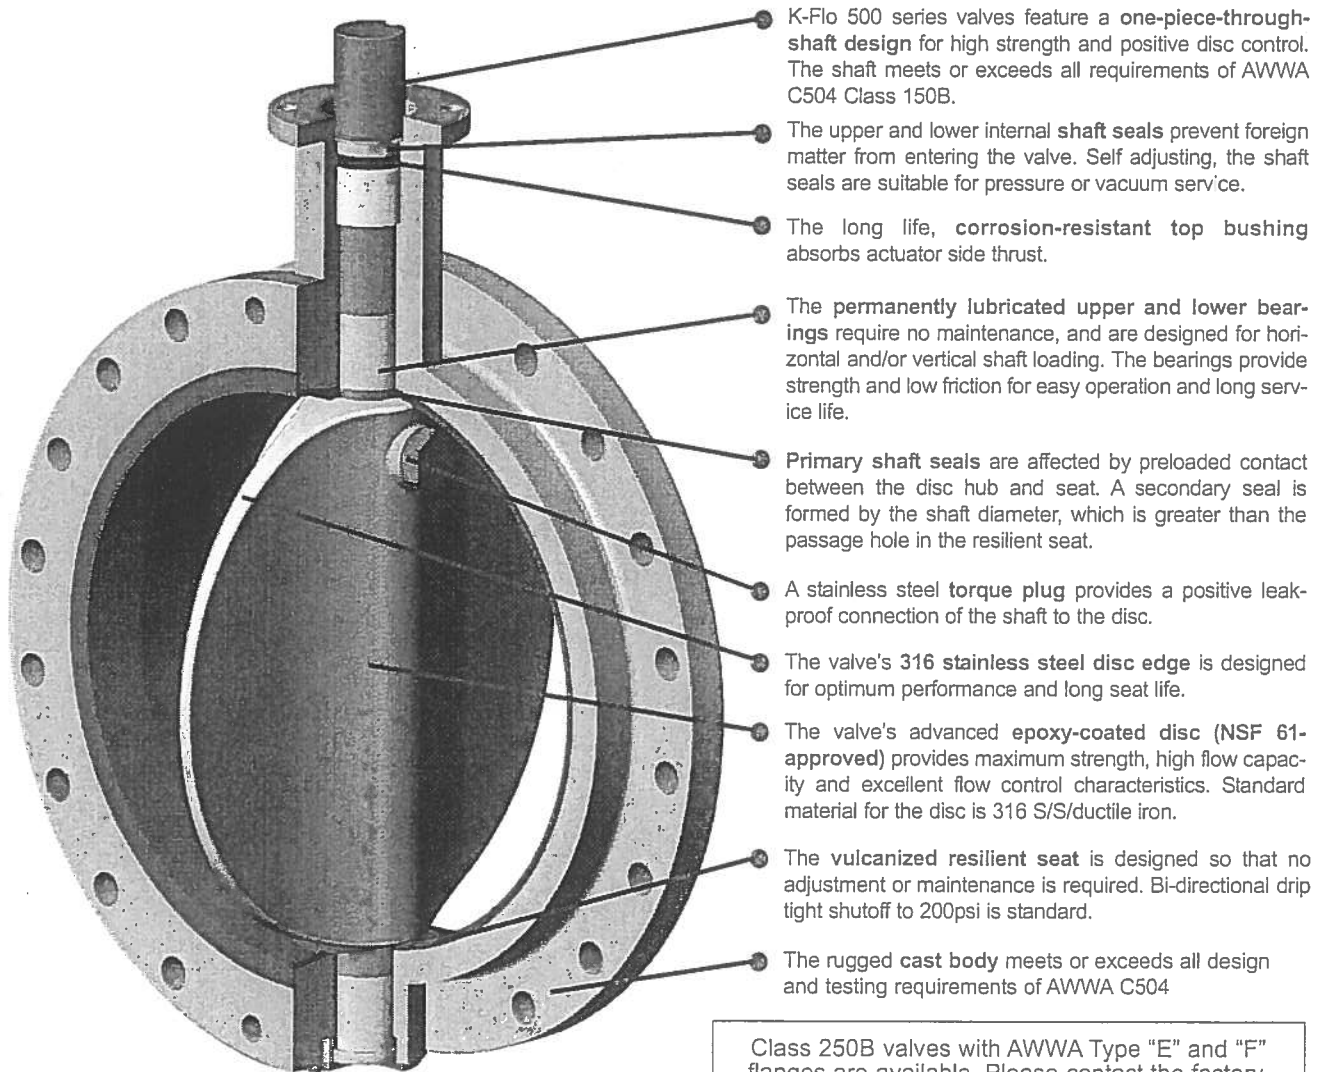 K-Flo 500 series valves feature a one-piece-through-
shaft design for high strength and positive disc control.
The shaft meets or exceeds all requirements of AWWA
C504 Class 150B.
The upper and lower internal shaft seals prevent foreign
matter from entering the valve. Self adjusting, the shaft
seals are suitable for pressure or vacuum service.
The long life, corrosion-resistant top bushing
absorbs actuator side thrust.
The permanently lubricated upper and lower bear-
ings require no maintenance, and are designed for hori-
zontal and/or vertical shaft loading. The bearings provide
strength and low friction for easy operation and long serv-
ice life.
Primary shaft seals are affected by preloaded contact
between the disc hub and seat. A secondary seal is
formed by the shaft diameter, which is greater than the
passage hole in the resilient seat.
A stainless steel torque plug provides a positive leak-
proof connection of the shaft to the disc.
The valve's 316 stainless steel disc edge is designed
for optimum performance and long seat life.
The valve's advanced epoxy-coated disc (NSF 61-
approved) provides maximum strength, high flow capac-
ity and excellent flow control characteristics. Standard
material for the disc is 316 S/S/ductile iron.
The vulcanized resilient seat is designed so that no
adjustment or maintenance is required. Bi-directional drip
tight shutoff to 200psi is standard.
The rugged cast body meets or exceeds all design
and testing requirements of AWWA C504
Class 250B valves with AWWA Type “E” and “F”
flanges are available. Please contact the factory